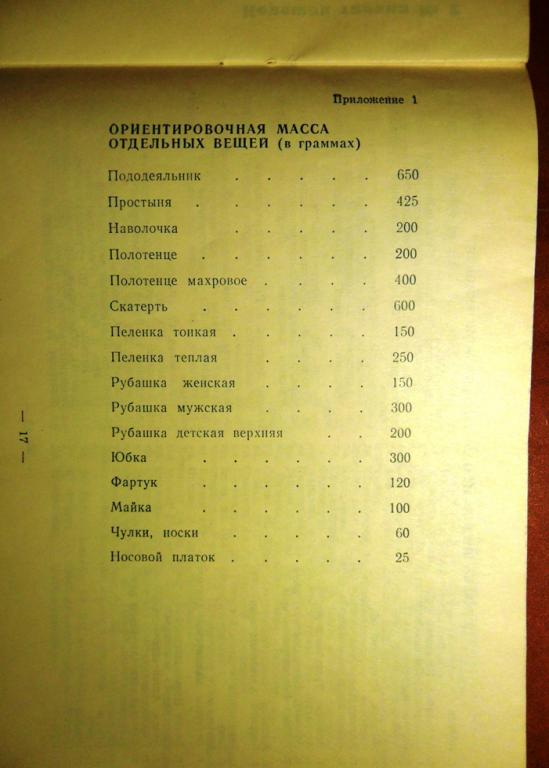 Приложение 1
ОРИЕНТИРОВОЧНАЯ МАССА
ОТДЕЛЬНЫХ ВЕЩЕЙ (в граммах)
Пододеяльник . . . . . 650
Простыня . . . . . . 425
Наволочка . . . . . 200
Полотенце . . . . . . 200
Полотенце махровое . . . . 400
Скатерть . . . . . . 600
Пеленка тонкая . . . . . 150
Пеленка теплая . . . . 250
Рубашка женская . . . . 150
Рубашка мужская . . . . 300
Рубашка детская верхняя . . 200
Юбка . . . . . . 300
Фартук . . . . . . 120
Майка . . . . . . 100
Чулки, носки . . . . . 60
Носовой платок . . . . . 25
— 17 —